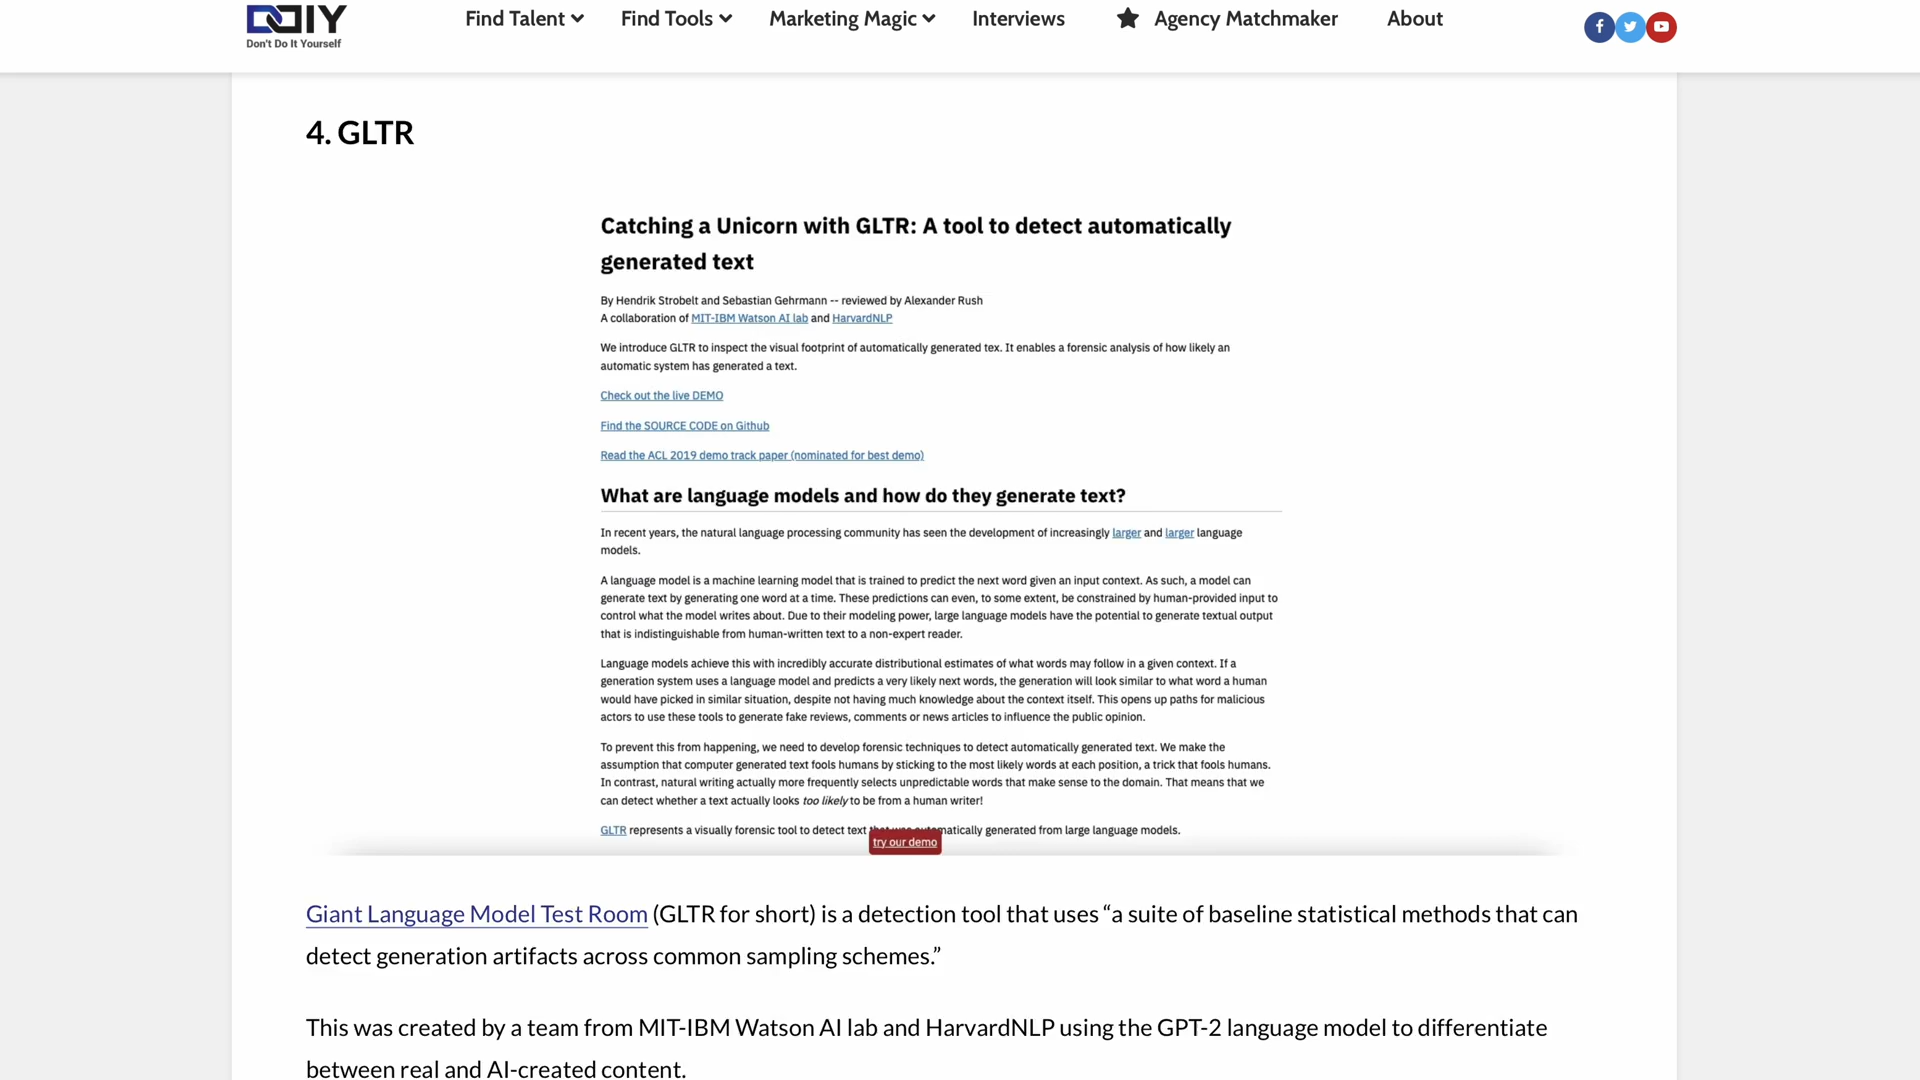 DDIY
Don't Do It Yourself
Find Talent
Find Tools
Marketing Magic
Interviews
Agency Matchmaker
About
4. GLTR
Catching a Unicorn with GLTR: A tool to detect automatically
generated text
By Hendrik Strobelt and Sebastian Gehrmann -- reviewed by Alexander Rush
A collaboration of MIT-IBM Watson AI lab and HarvardNLP
We introduce GLTR to inspect the visual footprint of automatically generated tex. It enables a forensic analysis of how likely an
automatic system has generated a text.
Check out the live DEMO
Find the SOURCE CODE on Github
Read the ACL 2019 demo track paper (nominated for best demo)
What are language models and how do they generate text?
In recent years, the natural language processing community has seen the development of increasingly larger and larger language
models.
A language model is a machine learning model that is trained to predict the next word given an input context. As such, a model can
generate text by generating one word at a time. These predictions can even, to some extent, be constrained by human-provided input to
control what the model writes about. Due to their modeling power, large language models have the potential to generate textual output
that is indistinguishable from human-written text to a non-expert reader.
Language models achieve this with incredibly accurate distributional estimates of what words may follow in a given context. If a
generation system uses a language model and predicts a very likely next words, the generation will look similar to what word a human
would have picked in similar situation, despite not having much knowledge about the context itself. This opens up paths for malicious
actors to use these tools to generate fake reviews, comments or news articles to influence the public opinion.
To prevent this from happening, we need to develop forensic techniques to detect automatically generated text. We make the
assumption that computer generated text fools humans by sticking to the most likely words at each position, a trick that fools humans.
In contrast, natural writing actually more frequently selects unpredictable words that make sense to the domain. That means that we
can detect whether a text actually looks too likely to be from a human writer!
GLTR represents a visually forensic tool to detect text that was automatically generated from large language models.
try our demo
Giant Language Model Test Room (GLTR for short) is a detection tool that uses “a suite of baseline statistical methods that can
detect generation artifacts across common sampling schemes.”
This was created by a team from MIT-IBM Watson AI lab and HarvardNLP using the GPT-2 language model to differentiate
between real and AI-created content.